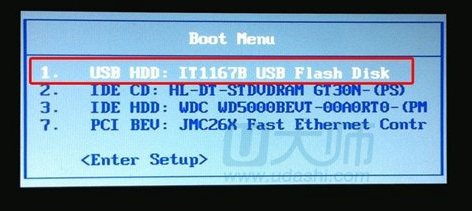 Boot Menu
1. USB HDD: IT1167B USB Flash Disk
2. IDE CD: HL-DT-STDVDRAM GT30N-(PS)
3. IDE HDD: WDC WD5000BEVT-00A0RT0-(PM
7. PCI BEV: JMC26X Fast Ethernet Contr
<Enter Setup>
U大师
www.udashi.com